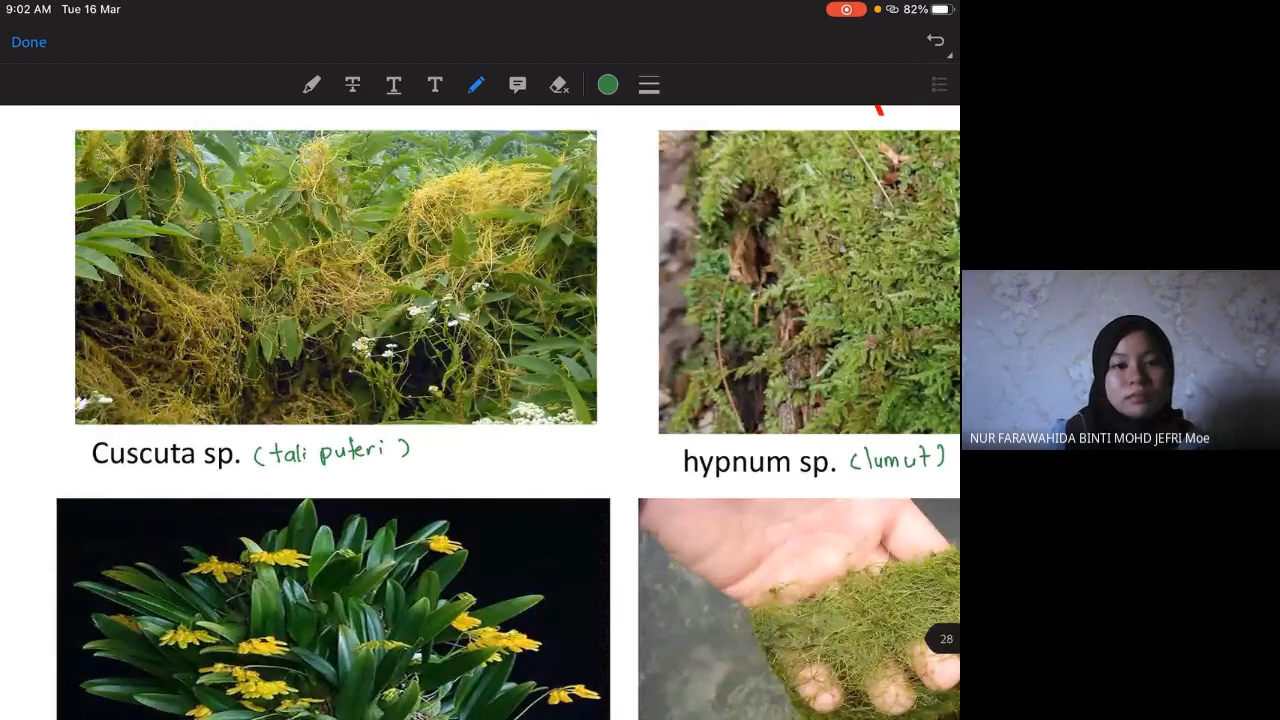 9:02 AM Tue 16 Mar
82%
Done
T T T
Cuscuta sp. (tali puteri)
hypnum sp. (lumut)
NUR FARAWAHIDA BINTI MOHD JEFRI Moe
28